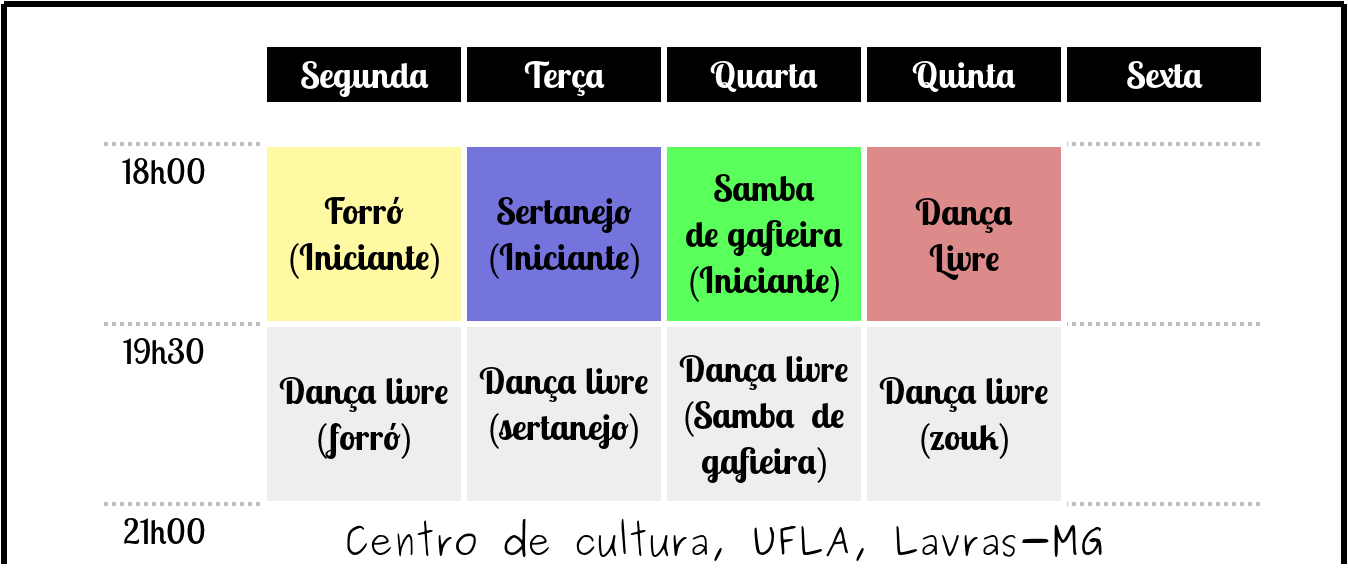 Segunda Terça Quarta Quinta Sexta
18h00
Forró
(Iniciante)
Sertanejo
(Iniciante)
Samba
de gafieira
(Iniciante)
Dança
Livre
19h30
Dança livre
(forró)
Dança livre
(sertanejo)
Dança livre
(Samba de
gafieira)
Dança livre
(zouk)
21h00
Centro de cultura, UFLA, Lavras-MG